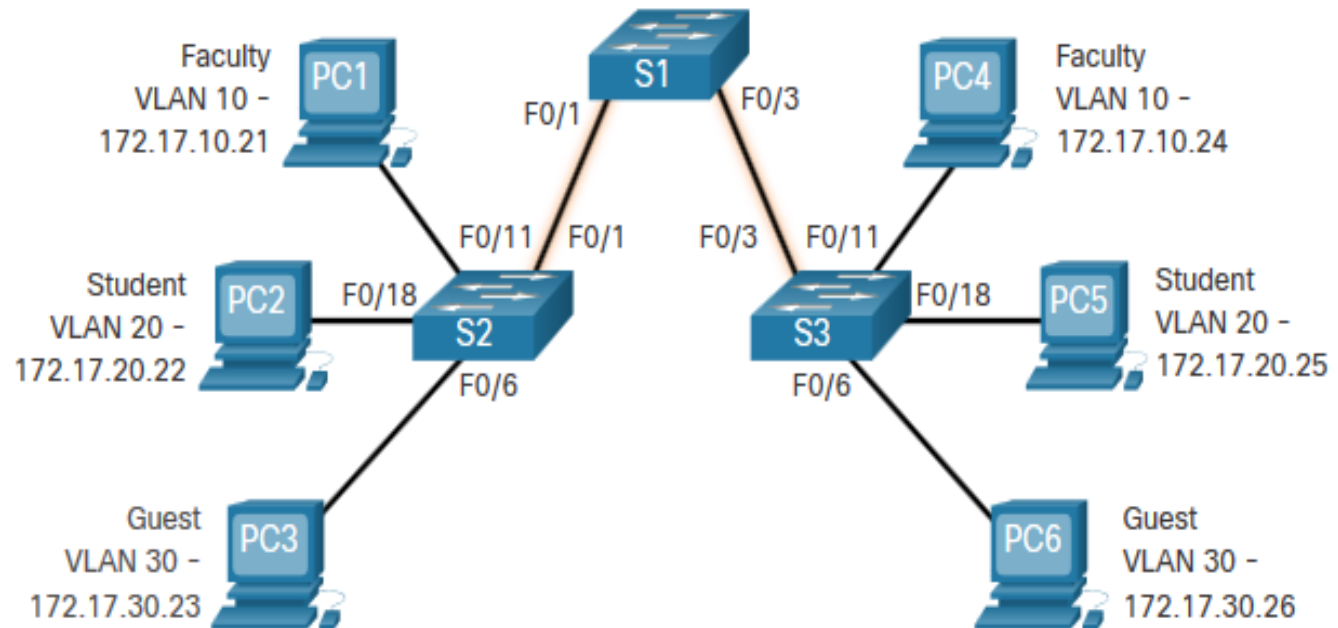 Faculty
VLAN 10 -
172.17.10.21
PC1
S1
F0/1
F0/3
PC4
Faculty
VLAN 10 -
172.17.10.24
F0/11
F0/1
F0/3
F0/11
Student
VLAN 20 -
172.17.20.22
PC2
F0/18
S2
F0/6
S3
F0/6
F0/18
PC5
Student
VLAN 20 -
172.17.20.25
Guest
VLAN 30 -
172.17.30.23
PC3
PC6
Guest
VLAN 30 -
172.17.30.26